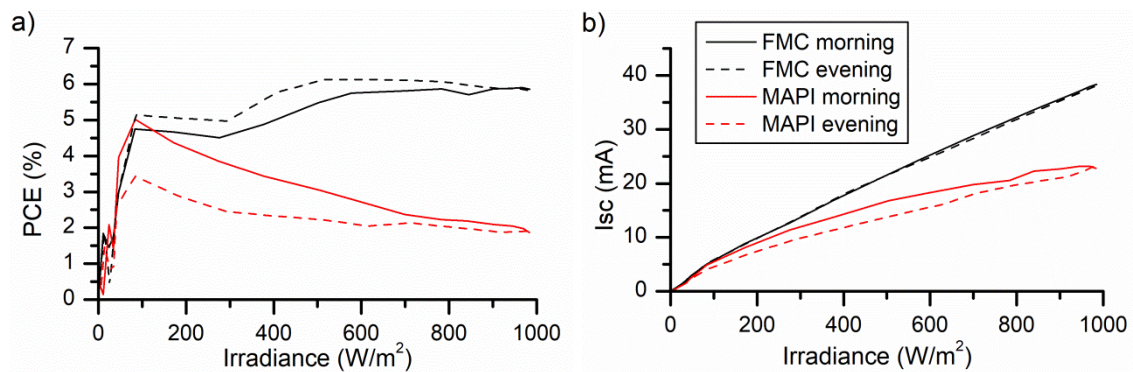 a)
7
6
5
4
3
2
1
0
PCE (%)
0 200 400 600 800 1000
Irradiance (W/m²)
b)
FMC morning
FMC evening
MAPI morning
MAPI evening
40
30
20
10
0
Isc (mA)
0 200 400 600 800 1000
Irradiance (W/m²)